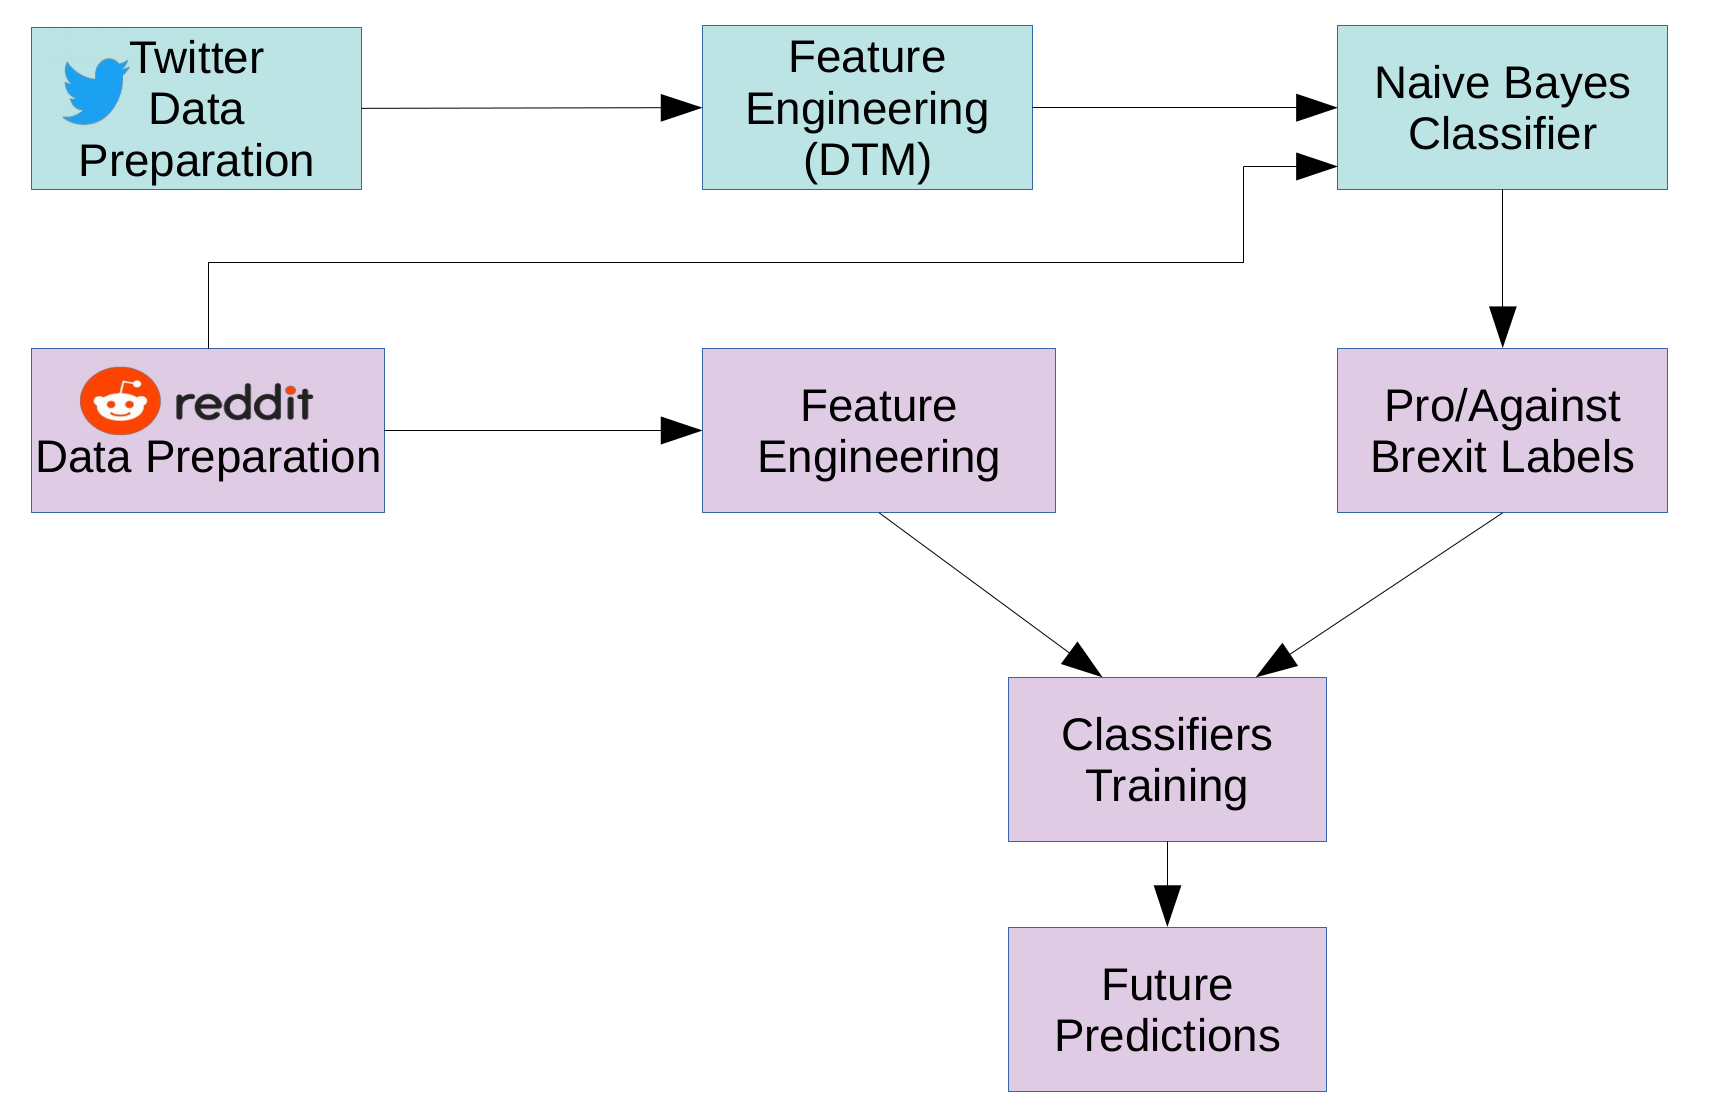 Twitter
Data
Preparation
Feature
Engineering
(DTM)
Naive Bayes
Classifier
reddit
Data Preparation
Feature
Engineering
Pro/Against
Brexit Labels
Classifiers
Training
Future
Predictions